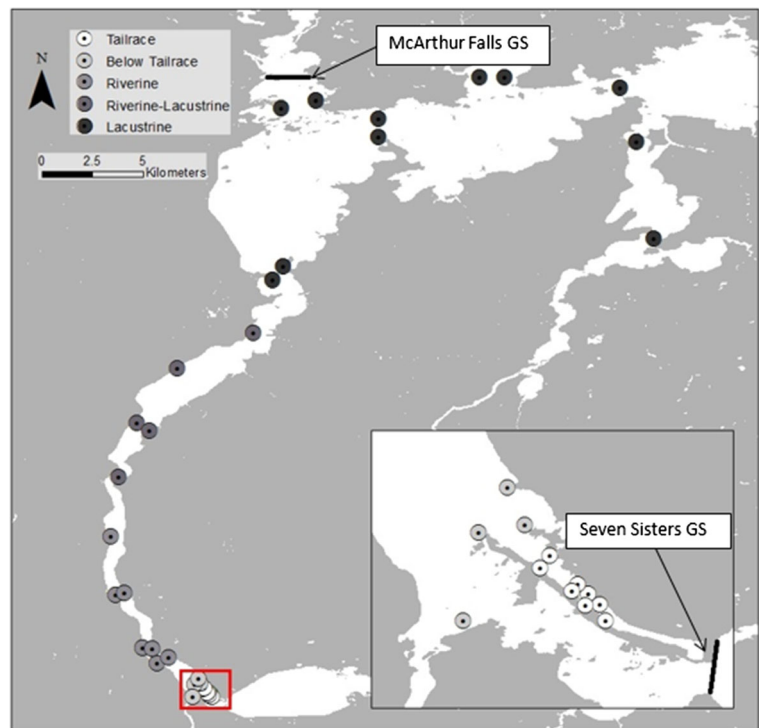 McArthur Falls GS
Tailrace
Below Tailrace
Riverine
Riverine-Lacustrine
Lacustrine
N
0 2.5 5
Kilometers
Seven Sisters GS